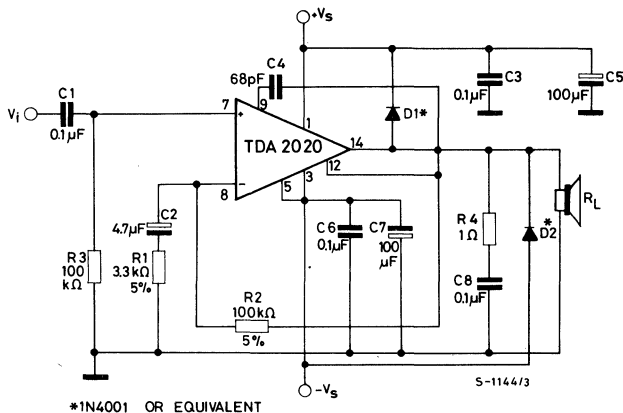 +Vs
C4
68pF
C1
Vi
0.1µF
7
9
+
1
TDA 2020
14
12
3
5
8
−
D1*
C3
0.1µF
C5
100µF
C2
4.7µF
R3
100
kΩ
R1
3.3kΩ
5%
R2
100kΩ
5%
C6
0.1µF
C7
100
µF
R4
1Ω
C8
0.1µF
*
D2
RL
−Vs
S-1144/3
*1N4001 OR EQUIVALENT